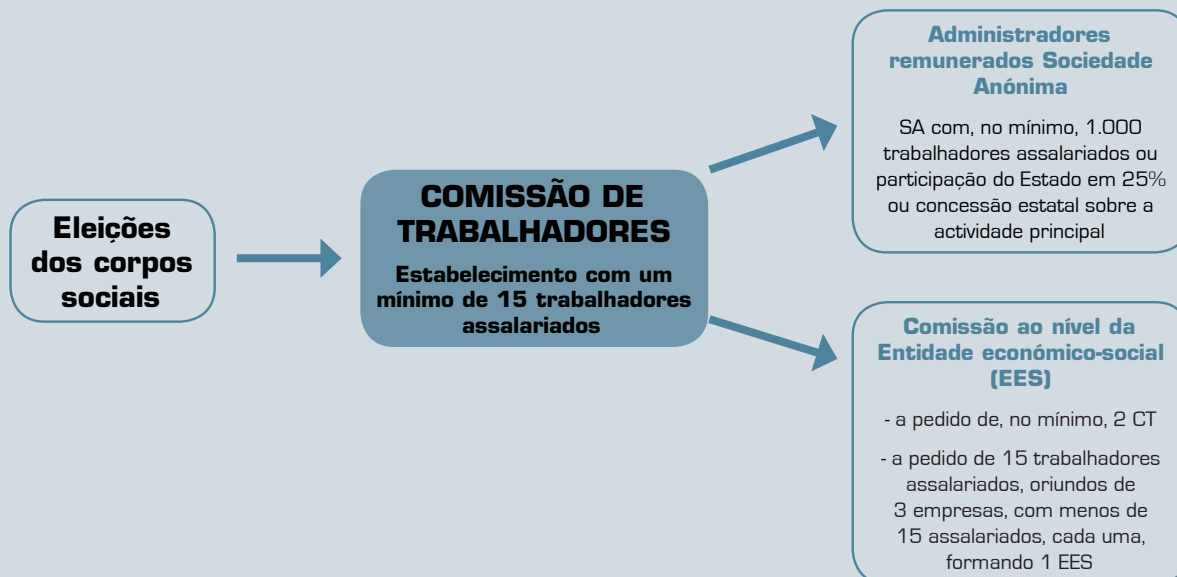 Eleições
dos corpos
sociais
COMISSÃO DE
TRABALHADORES
Estabelecimento com um
mínimo de 15 trabalhadores
assalariados
Administradores
remunerados Sociedade
Anónima
SA com, no mínimo, 1.000
trabalhadores assalariados ou
participação do Estado em 25%
ou concessão estatal sobre a
actividade principal
Comissão ao nível da
Entidade económico-social
(EES)
- a pedido de, no mínimo, 2 CT
- a pedido de 15 trabalhadores
assalariados, oriundos de
3 empresas, com menos de
15 assalariados, cada uma,
formando 1 EES